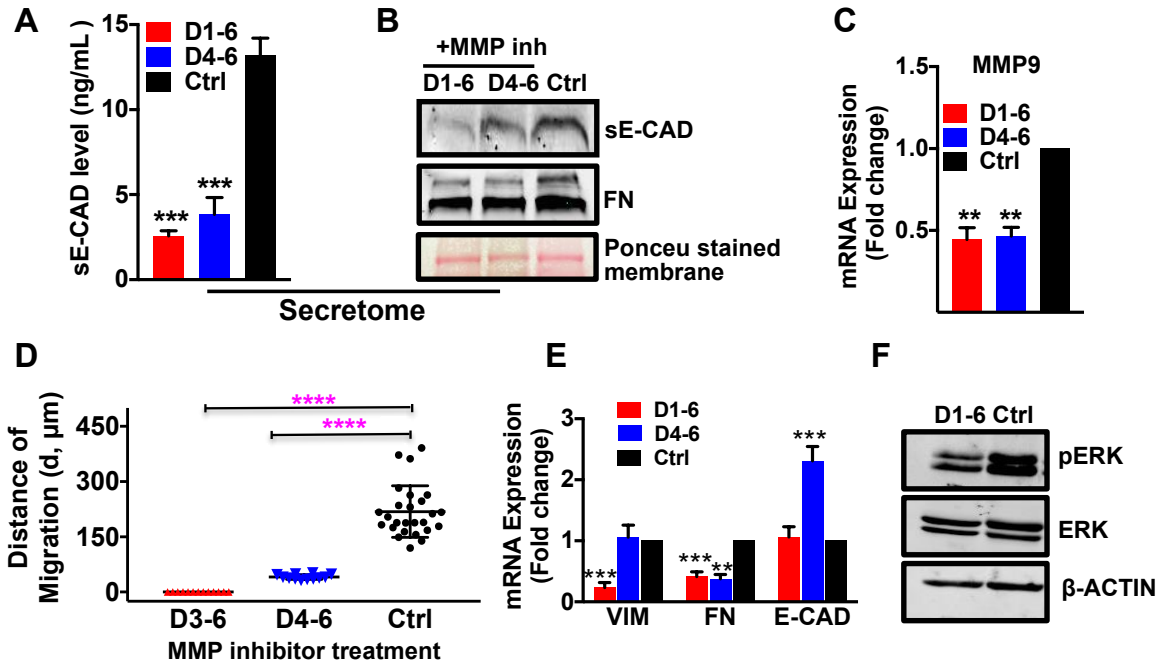 A
sE-CAD level (ng/mL)
15
10
5
0
D1-6
D4-6
Ctrl
***
***
B
+MMP inh
D1-6 D4-6 Ctrl
sE-CAD
FN
Ponceu stained
membrane
Secretome
C
MMP9
mRNA Expression
(Fold change)
1.5
1.0
0.5
D1-6
D4-6
Ctrl
**
**
D
Distance of
Migration (d, μm)
450
300
150
0
****
****
D3-6
D4-6
Ctrl
MMP inhibitor treatment
E
mRNA Expression
(Fold change)
3
2
1
0
D1-6
D4-6
Ctrl
***
***
**
***
VIM
FN
E-CAD
F
D1-6 Ctrl
pERK
ERK
β-ACTIN